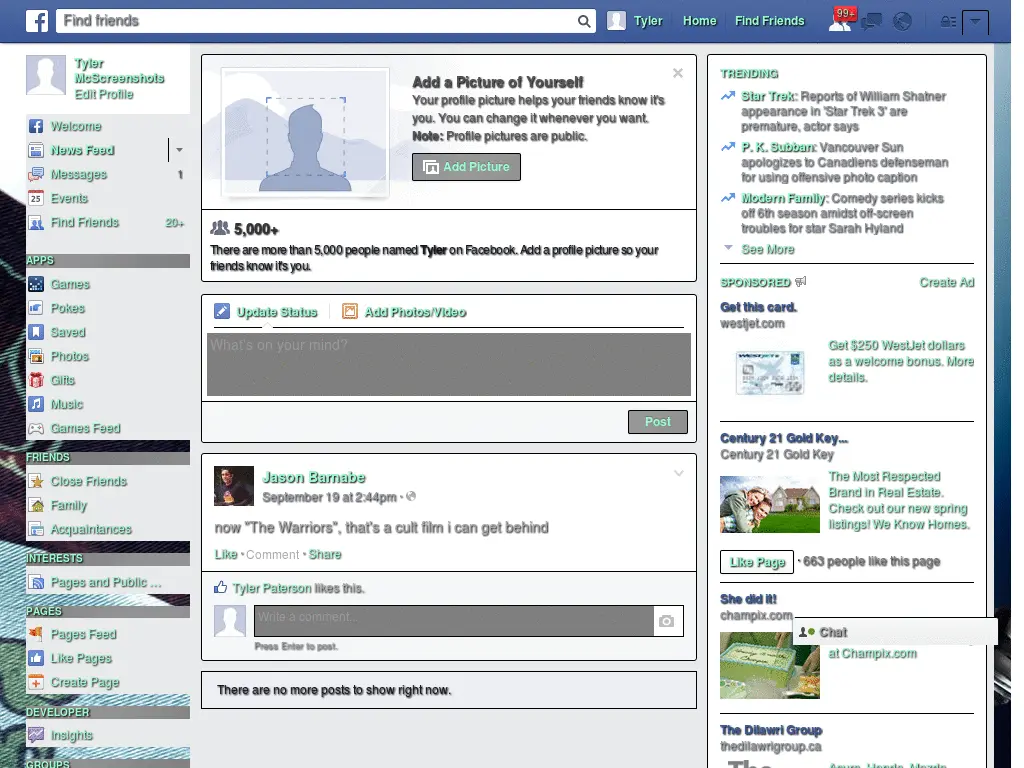 Find friends
Tyler
Home
Find Friends
99+
Tyler
McScreenshots
Edit Profile
Welcome
News Feed
Messages
1
Events
25
Find Friends
20+
APPS
Games
Pokes
Saved
Photos
Gifts
Music
Games Feed
FRIENDS
Close Friends
Family
Acquaintances
INTERESTS
Pages and Public ...
PAGES
Pages Feed
Like Pages
Create Page
DEVELOPER
Insights
GROUPS
Add a Picture of Yourself
Your profile picture helps your friends know it's
you. You can change it whenever you want.
Note: Profile pictures are public.
Add Picture
5,000+
There are more than 5,000 people named Tyler on Facebook. Add a profile picture so your
friends know it's you.
Update Status
Add Photos/Video
What's on your mind?
Post
Jason Barnabe
September 19 at 2:44pm ·
now "The Warriors", that's a cult film i can get behind
Like · Comment · Share
Tyler Paterson likes this.
Write a comment...
Press Enter to post.
There are no more posts to show right now.
TRENDING
Star Trek: Reports of William Shatner
appearance in 'Star Trek 3' are
premature, actor says
P. K. Subban: Vancouver Sun
apologizes to Canadiens defenseman
for using offensive photo caption
Modern Family: Comedy series kicks
off 6th season amidst off-screen
troubles for star Sarah Hyland
See More
SPONSORED
Create Ad
Get this card.
westjet.com
WESTJET
Get $250 WestJet dollars
as a welcome bonus. More
details.
Century 21 Gold Key...
Century 21 Gold Key
The Most Respected
Brand in Real Estate.
Check out our new spring
listings! We Know Homes.
Like Page
· 663 people like this page
She did it!
champix.com
Chat
at Champix.com
The Dilawri Group
thedilawrigroup.ca
The
Acura, Honda, Mazda,